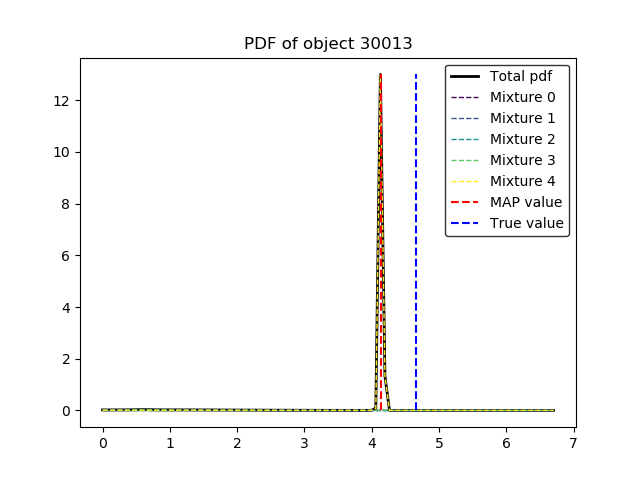 PDF of object 30013
Total pdf
Mixture 0
Mixture 1
Mixture 2
Mixture 3
Mixture 4
MAP value
True value
12
10
8
6
4
2
0
0 1 2 3 4 5 6 7